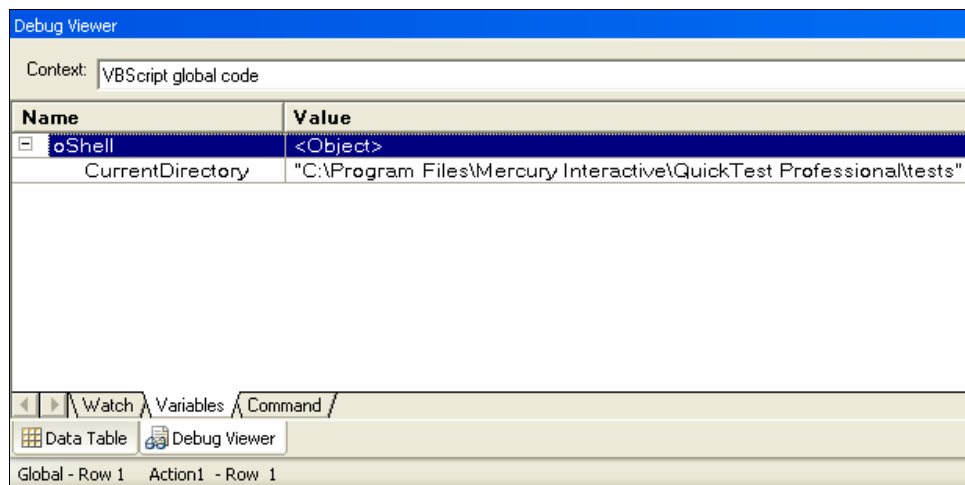 Debug Viewer
Context: VBScript global code
Name Value
oShell <Object>
CurrentDirectory "C:\Program Files\Mercury Interactive\QuickTest Professional\tests"
Watch Variables Command
Data Table Debug Viewer
Global - Row 1 Action1 - Row 1